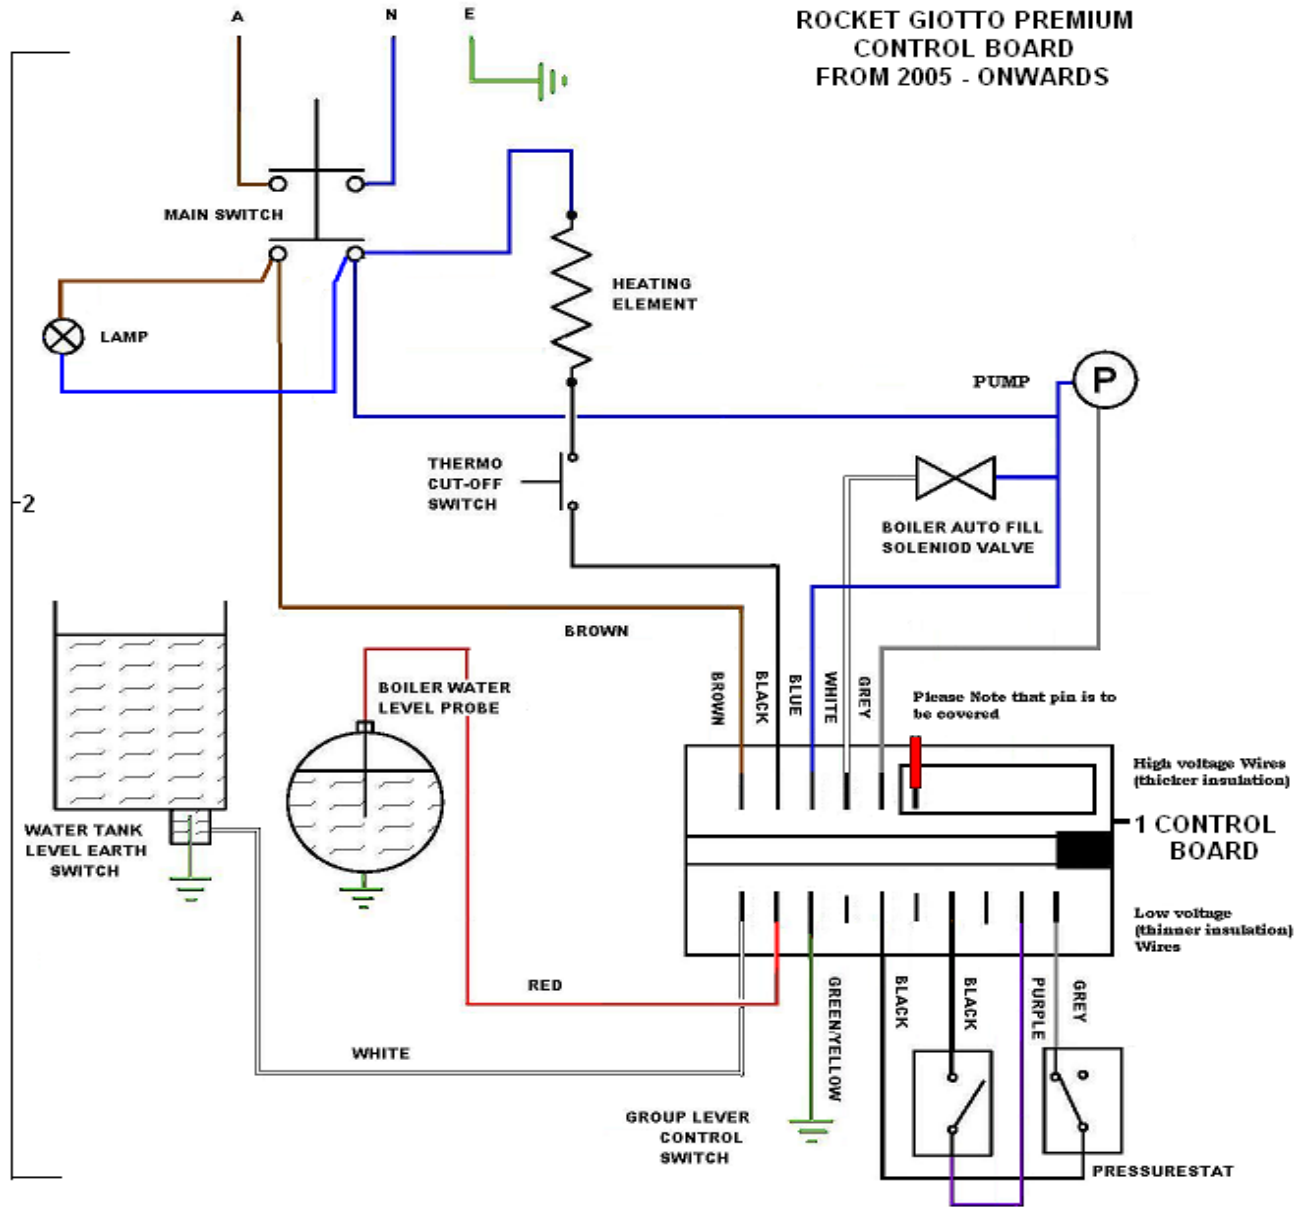 A N E
ROCKET GIOTTO PREMIUM
CONTROL BOARD
FROM 2005 - ONWARDS
MAIN SWITCH
HEATING
ELEMENT
LAMP
PUMP
P
THERMO
CUT-OFF
SWITCH
2
BOILER AUTO FILL
SOLENIOD VALVE
BROWN
BOILER WATER
LEVEL PROBE
BROWN
BLACK
BLUE
WHITE
GREY
Please Note that pin is to
be covered
High voltage Wires
(thicker insulation)
1 CONTROL
BOARD
WATER TANK
LEVEL EARTH
SWITCH
Low voltage
(thinner insulation)
Wires
RED
WHITE
GREEN/YELLOW
BLACK
BLACK
PURPLE
GREY
GROUP LEVER
CONTROL
SWITCH
PRESSURESTAT